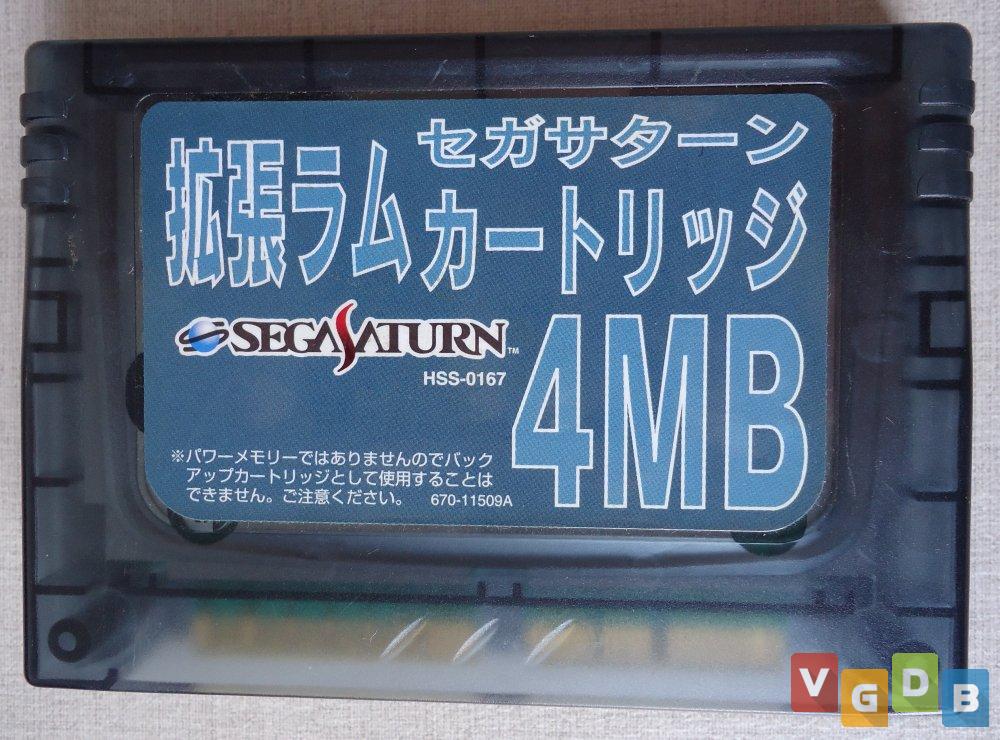 セガサターン
拡張ラムカートリッジ
SEGASATURN™
HSS-0167
4MB
※パワーメモリーではありませんのでバック
アップカートリッジとして使用することは
できません。ご注意ください。 670-11509A
VGDB